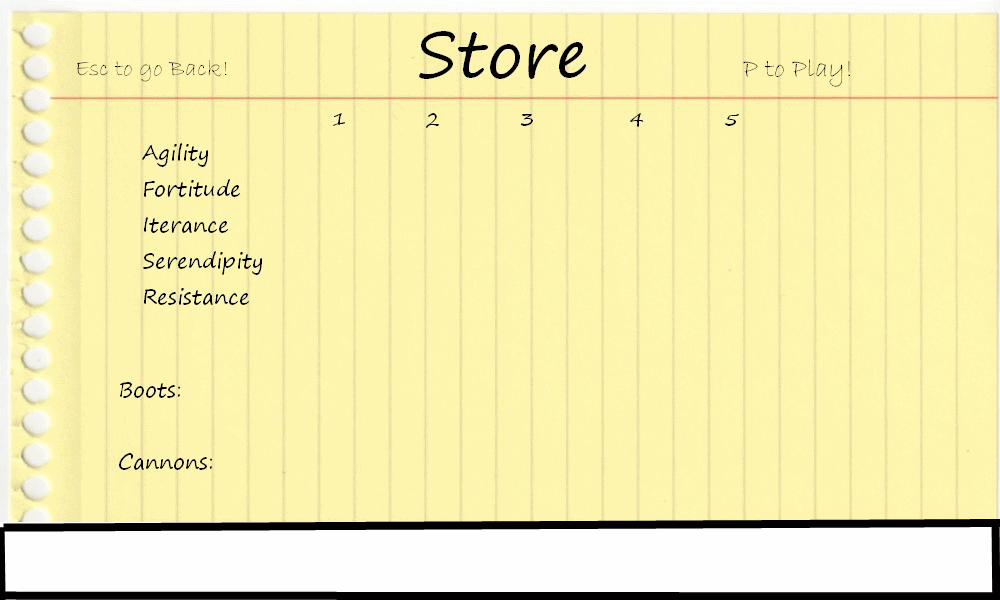 Store
Esc to go Back! P to Play!
1 2 3 4 5
Agility
Fortitude
Iterance
Serendipity
Resistance
Boots:
Cannons: